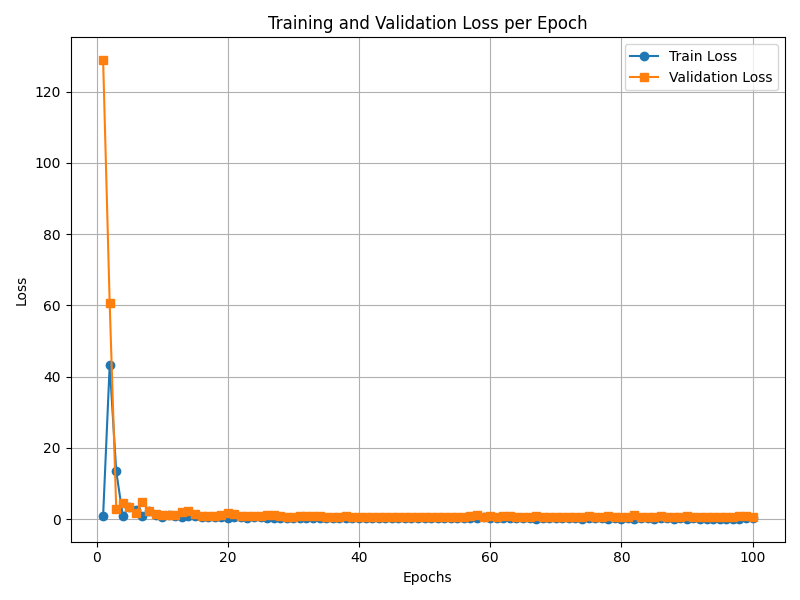 Training and Validation Loss per Epoch
Train Loss
Validation Loss
120
100
80
60
40
20
0
Loss
0 20 40 60 80 100
Epochs